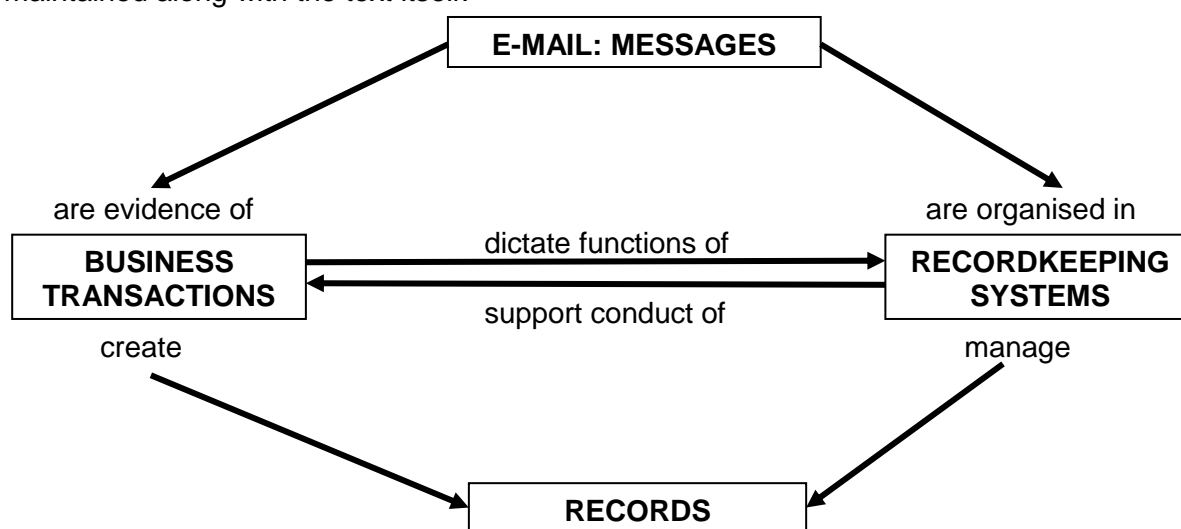 maintained along with the text itself.
E-MAIL: MESSAGES
are evidence of
are organised in
dictate functions of
BUSINESS
TRANSACTIONS
RECORDKEEPING
SYSTEMS
support conduct of
create
manage
RECORDS